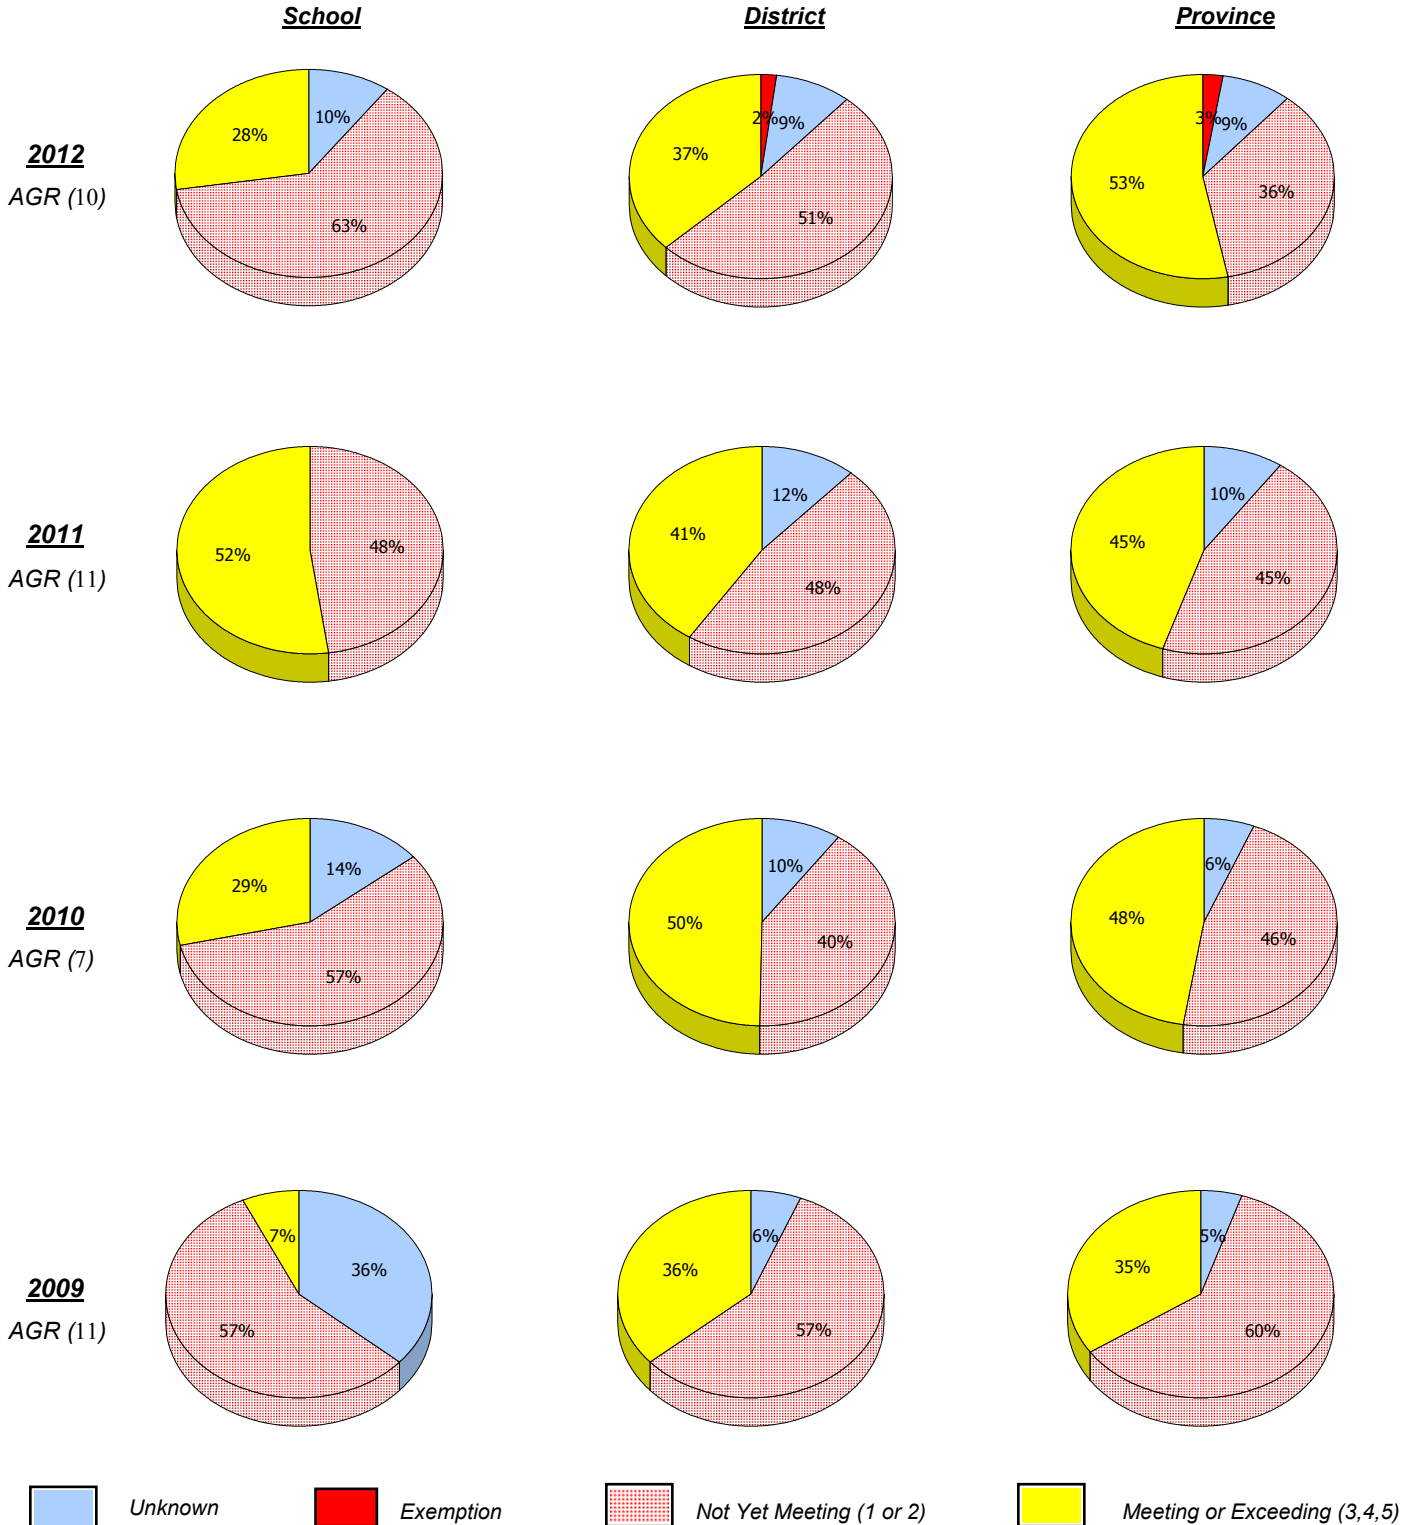 School District Province
28% 10% 63%
37% 2% 9% 51%
53% 3% 9% 36%
2012
AGR (10)
52% 48%
41% 12% 48%
45% 10% 45%
2011
AGR (11)
29% 14% 57%
50% 10% 40%
48% 6% 46%
2010
AGR (7)
7% 36% 57%
36% 6% 57%
35% 5% 60%
2009
AGR (11)
Unknown Exemption Not Yet Meeting (1 or 2) Meeting or Exceeding (3,4,5)